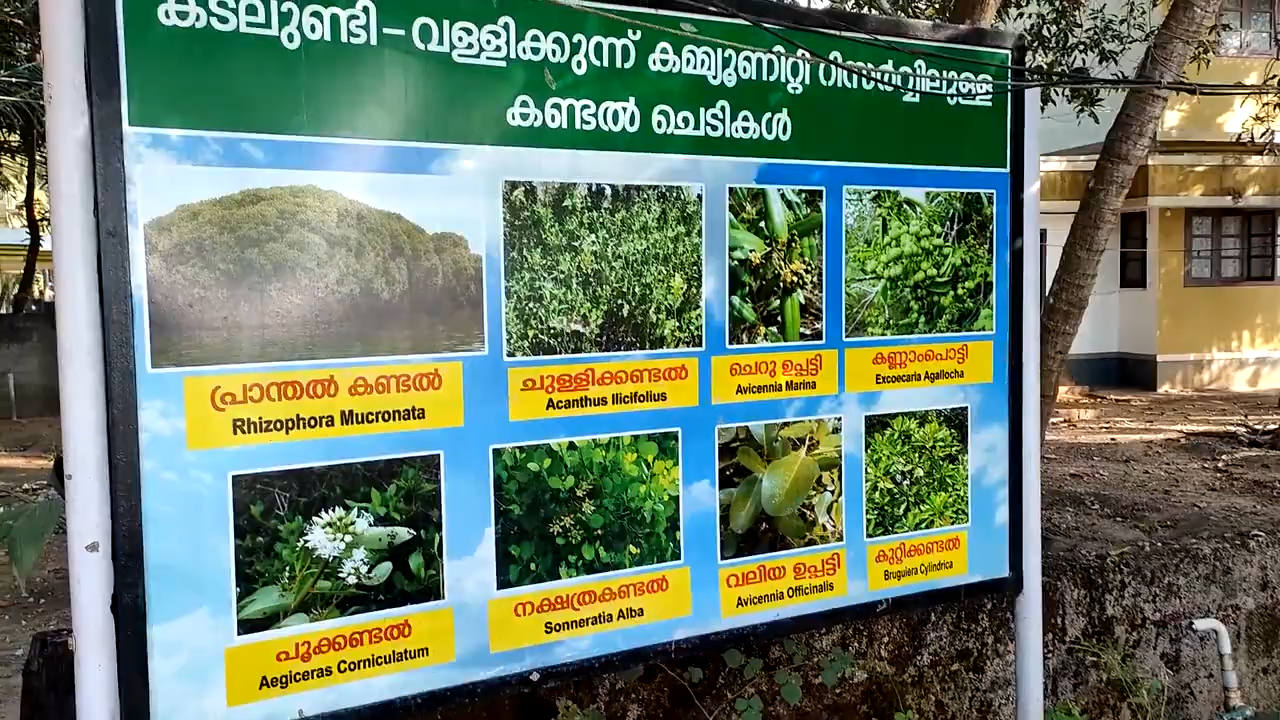 കടലുണ്ടി-വള്ളിക്കുന്ന് കമ്മ്യൂണിറ്റി റിസർവ്വിലുള്ള
കണ്ടൽ ചെടികൾ
പ്രാന്തൽ കണ്ടൽ
Rhizophora Mucronata
ചുള്ളിക്കണ്ടൽ
Acanthus Ilicifolius
ചെറു ഉപ്പട്ടി
Avicennia Marina
കണ്ണാംപൊട്ടി
Excoecaria Agallocha
പൂക്കണ്ടൽ
Aegiceras Corniculatum
നക്ഷത്രകണ്ടൽ
Sonneratia Alba
വലിയ ഉപ്പട്ടി
Avicennia Officinalis
കുറ്റിക്കണ്ടൽ
Bruguiera Cylindrica